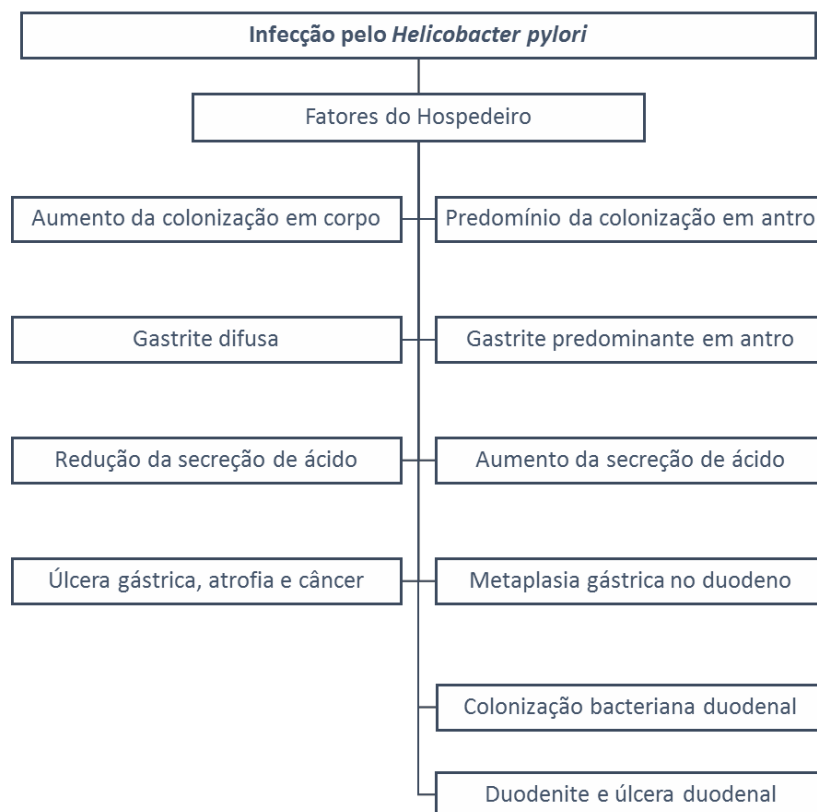 Infecção pelo Helicobacter pylori
Fatores do Hospedeiro
Aumento da colonização em corpo
Predomínio da colonização em antro
Gastrite difusa
Gastrite predominante em antro
Redução da secreção de ácido
Aumento da secreção de ácido
Úlcera gástrica, atrofia e câncer
Metaplasia gástrica no duodeno
Colonização bacteriana duodenal
Duodenite e úlcera duodenal